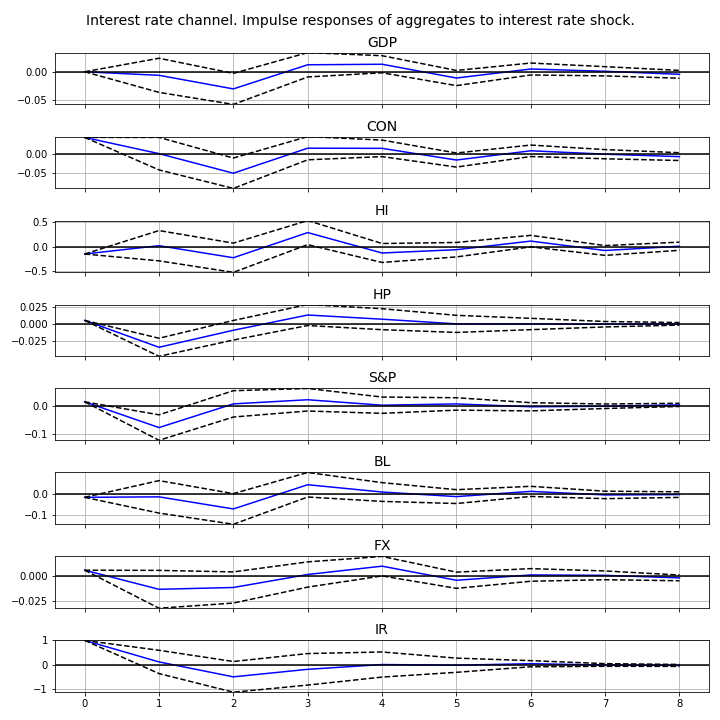 Interest rate channel. Impulse responses of aggregates to interest rate shock.
GDP
0.00
−0.05
CON
0.00
−0.05
HI
0.5
0.0
−0.5
HP
0.025
0.000
−0.025
S&P
0.0
−0.1
BL
0.0
−0.1
FX
0.000
−0.025
IR
1
0
−1
0 1 2 3 4 5 6 7 8